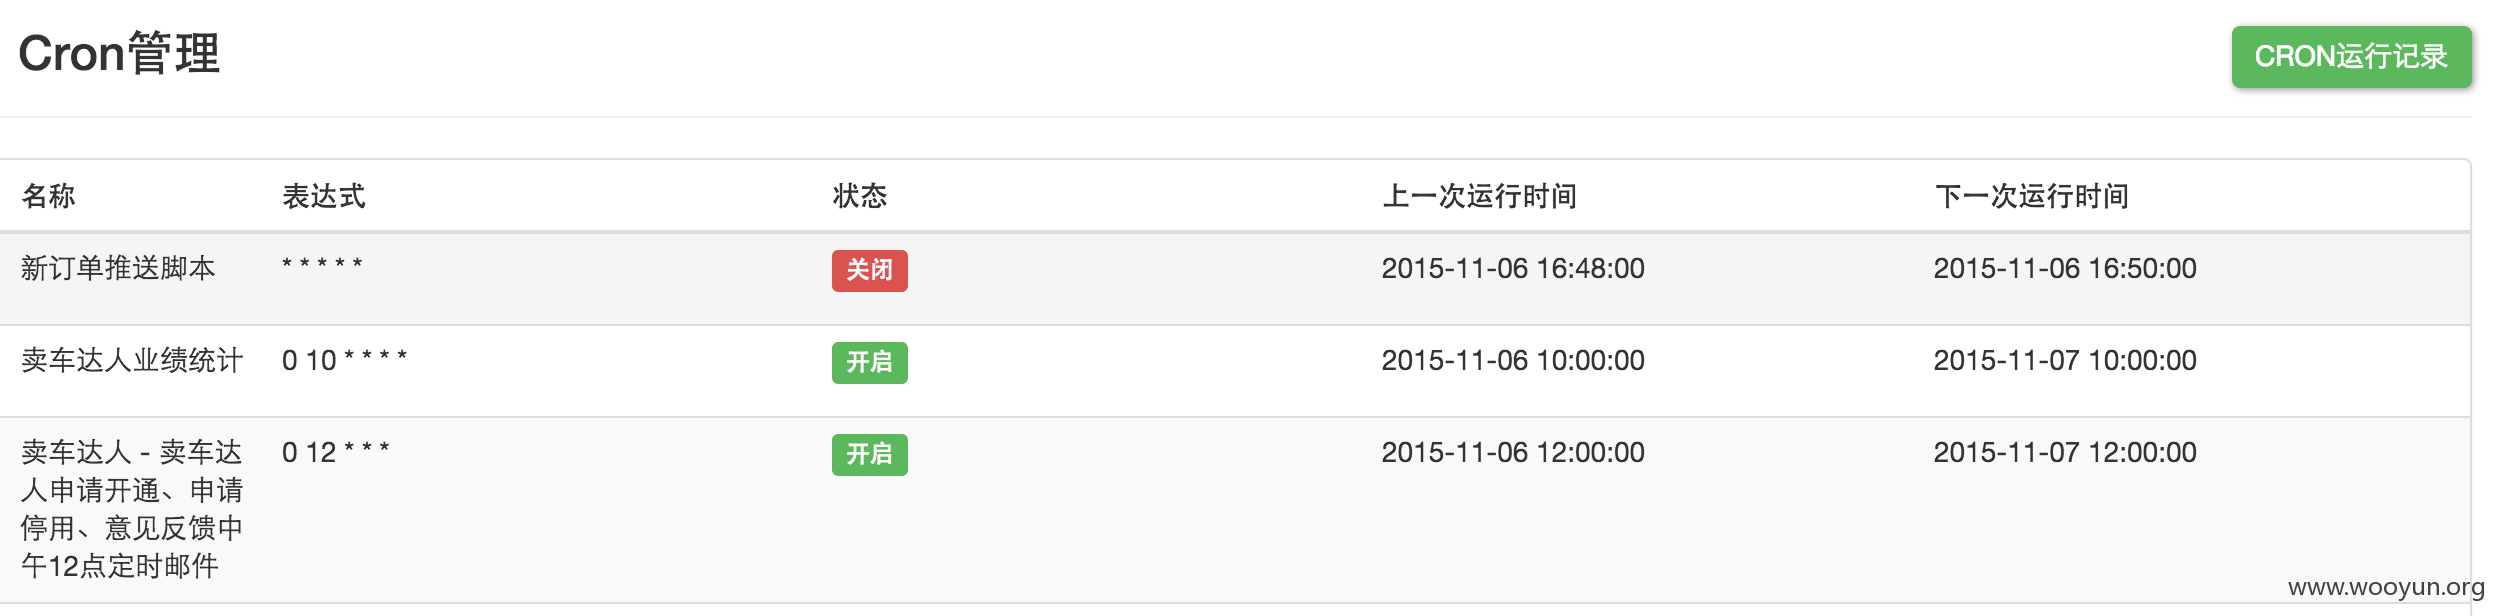 Cron管理
CRON运行记录
名称 表达式 状态 上一次运行时间 下一次运行时间
新订单推送脚本 * * * * * 关闭 2015-11-06 16:48:00 2015-11-06 16:50:00
卖车达人业绩统计 0 10 * * * * 开启 2015-11-06 10:00:00 2015-11-07 10:00:00
卖车达人 - 卖车达 0 12 * * * 开启 2015-11-06 12:00:00 2015-11-07 12:00:00
人申请开通、申请
停用、意见反馈中
午12点定时邮件
www.wooyun.org